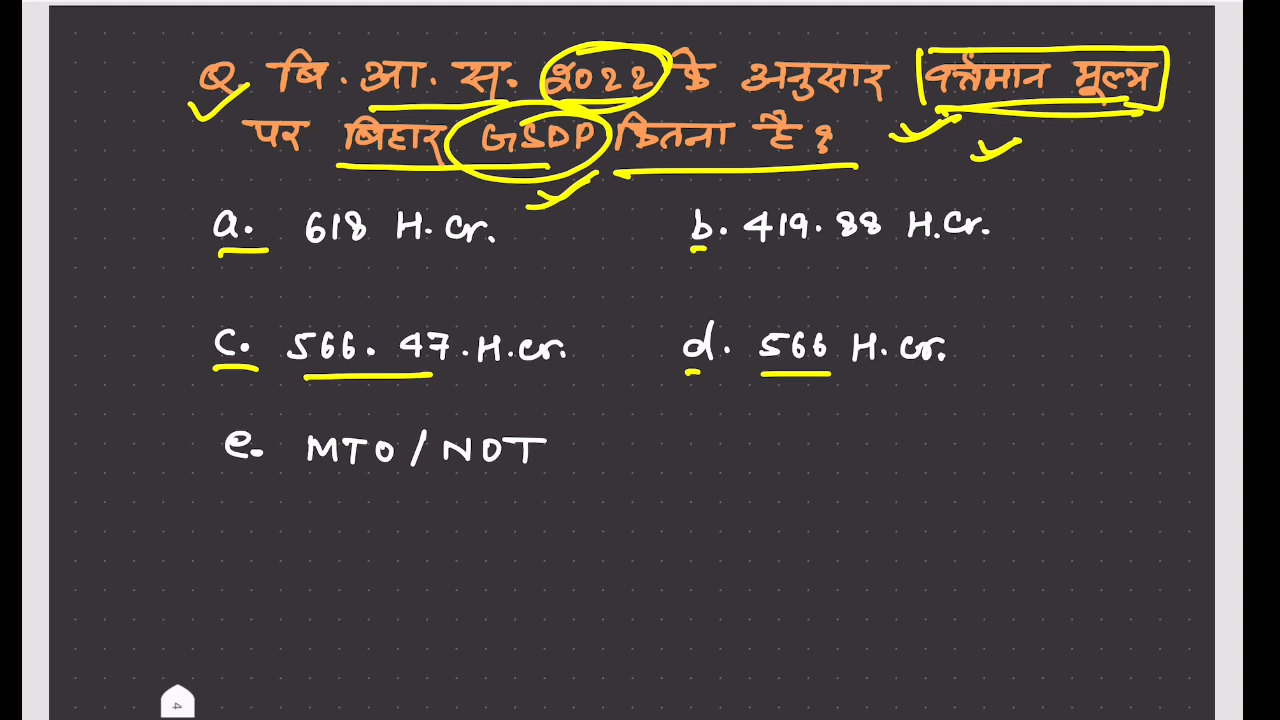 Q बि. आ. स. 2022 के अनुसार वर्त्तमान मूल्य
पर बिहार GSDP कितना है?
a. 618 H. Cr.
b. 419.88 H.Cr.
c. 566.47.H.cr.
d. 566 H. Cr.
e. MTO / NOT
4